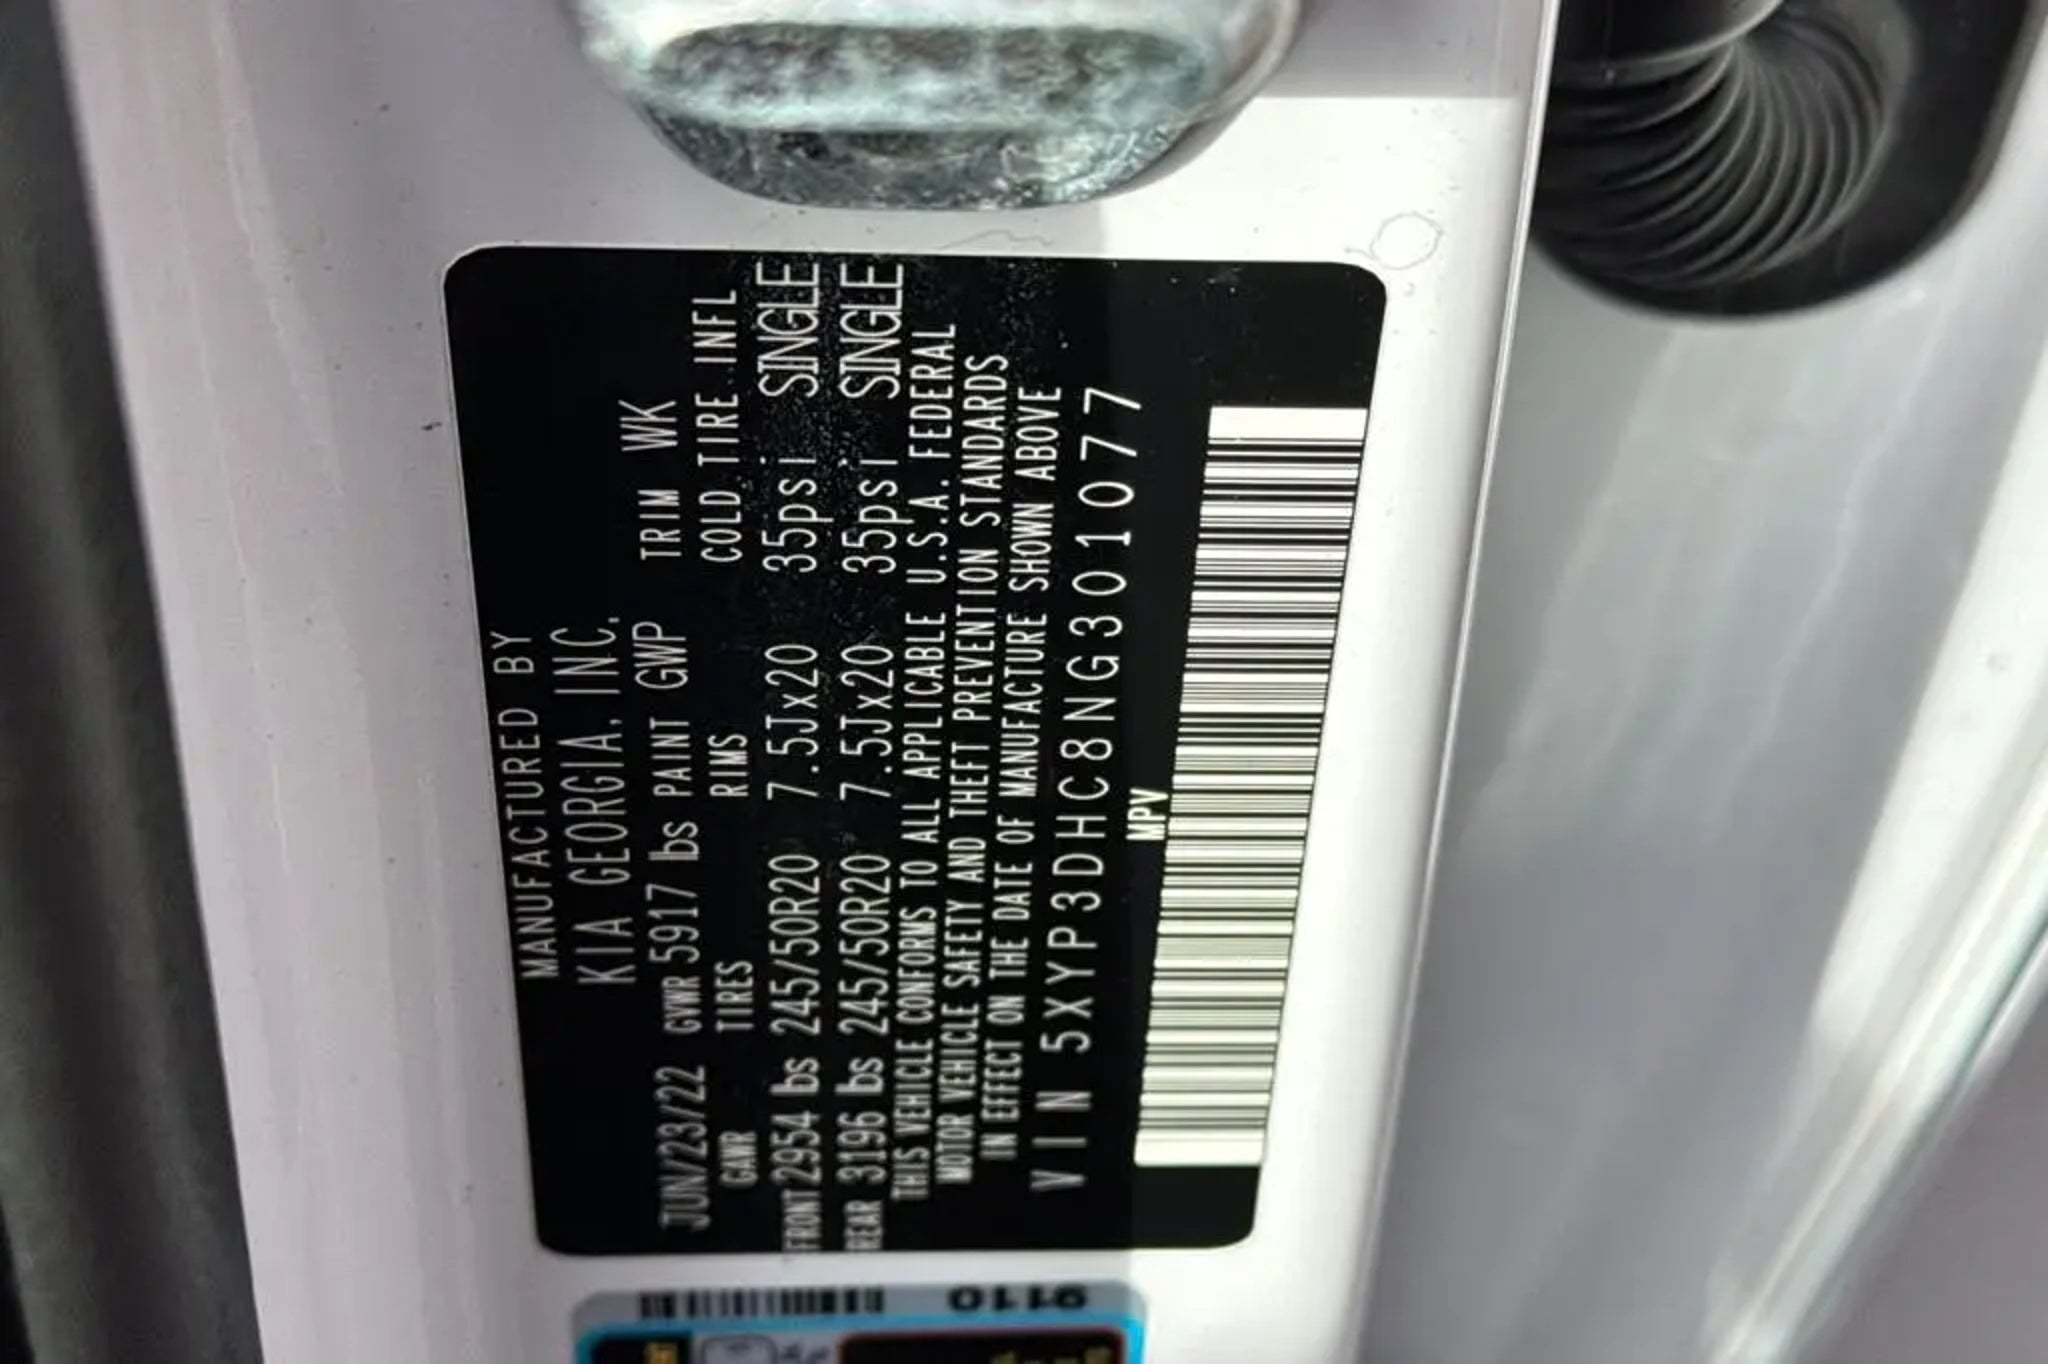 MANUFACTURED BY
KIA GEORGIA, INC.
JUN/23/22 GVWR 5917 lbs PAINT GWP TRIM WK
GAWR TIRES RIMS COLD TIRE INFL
FRONT 2954 lbs 245/50R20 7.5Jx20 35psi SINGLE
REAR 3196 lbs 245/50R20 7.5Jx20 35psi SINGLE
THIS VEHICLE CONFORMS TO ALL APPLICABLE U.S.A. FEDERAL
MOTOR VEHICLE SAFETY AND THEFT PREVENTION STANDARDS
IN EFFECT ON THE DATE OF MANUFACTURE SHOWN ABOVE
VIN 5XYP3DHC8NG301077
MPV
9110